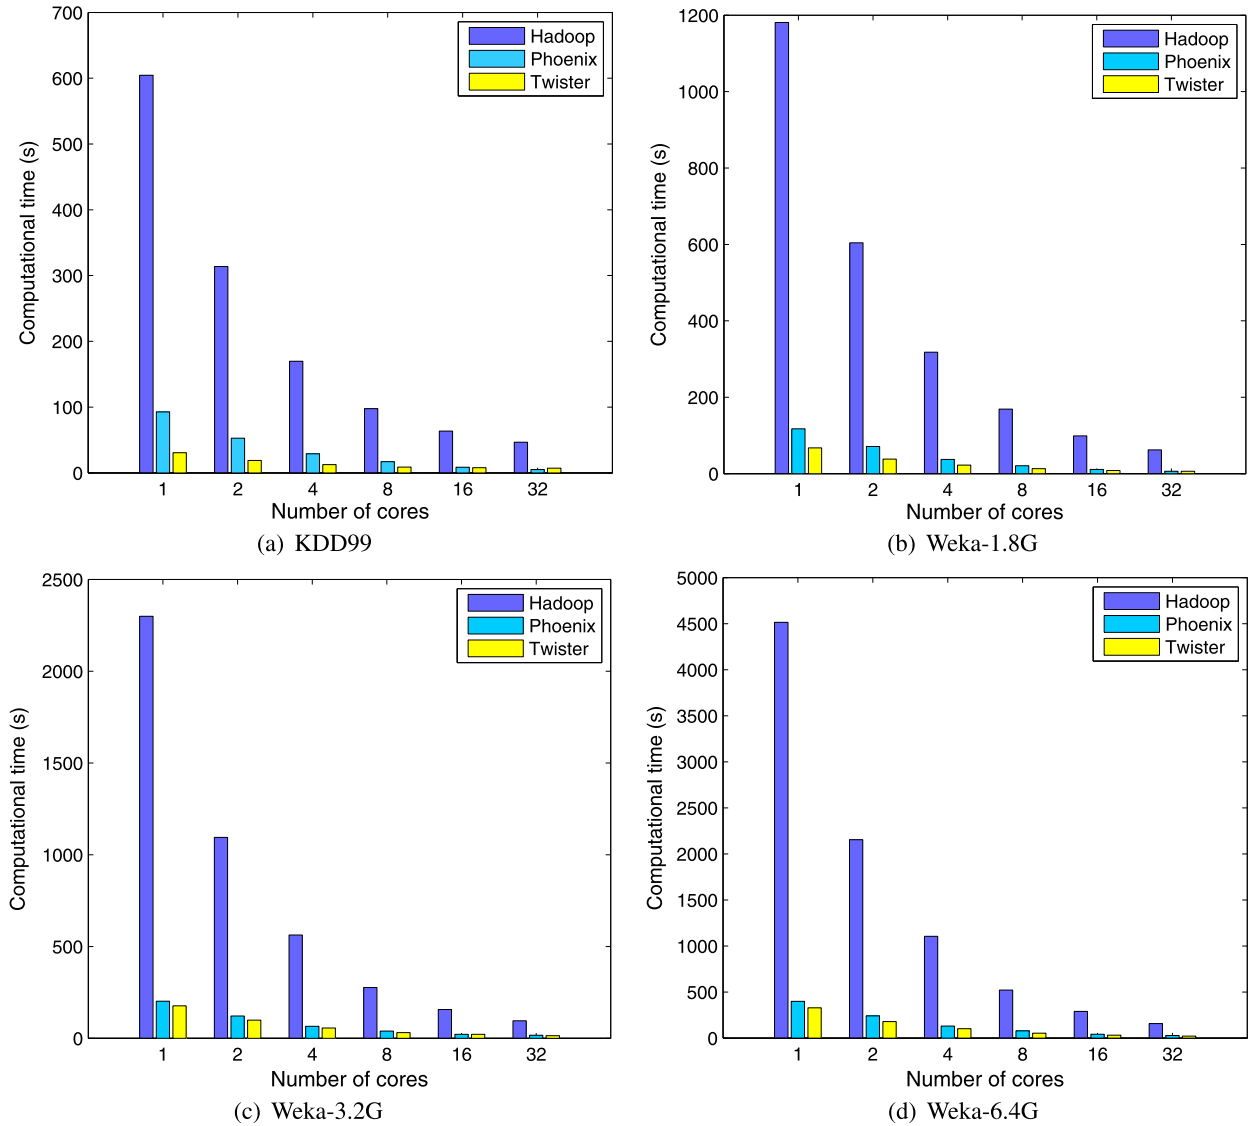 700
600
500
400
300
200
100
0
Computational time (s)
Hadoop
Phoenix
Twister
1 2 4 8 16 32
Number of cores
(a) KDD99
1200
1000
800
600
400
200
0
Computational time (s)
Hadoop
Phoenix
Twister
1 2 4 8 16 32
Number of cores
(b) Weka-1.8G
2500
2000
1500
1000
500
0
Computational time (s)
Hadoop
Phoenix
Twister
1 2 4 8 16 32
Number of cores
(c) Weka-3.2G
5000
4500
4000
3500
3000
2500
2000
1500
1000
500
0
Computational time (s)
Hadoop
Phoenix
Twister
1 2 4 8 16 32
Number of cores
(d) Weka-6.4G